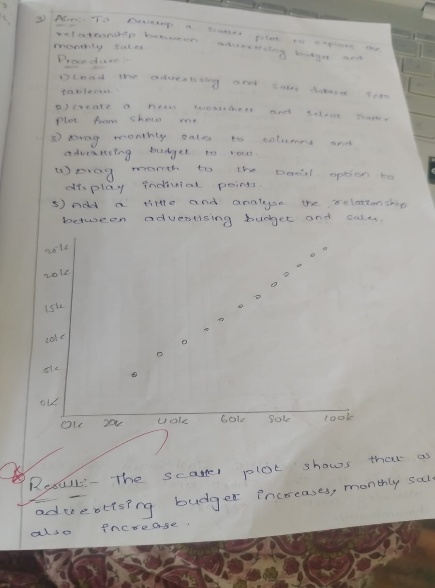 3) Aim:- To Develop a scatter plot to explore the
relationship between advertising budget and
monthly sales.
Procedure:-
1) Load the advertising and sales into
tableau.
2) create a new worksheet and select scatter
plot from show me
3) Drag monthly sales to columns and
advertising budget to rows.
4) Drag month to the Detail option to
display individual points.
5) Add a tittle and analyse the relationship
between advertising budget and sales.
25k
20k
15k
10k
5k
0k
0k 20k 40k 60k 80k 100k
Result:- The scatter plot shows that as
advertising budget increases, monthly sales
also increase.